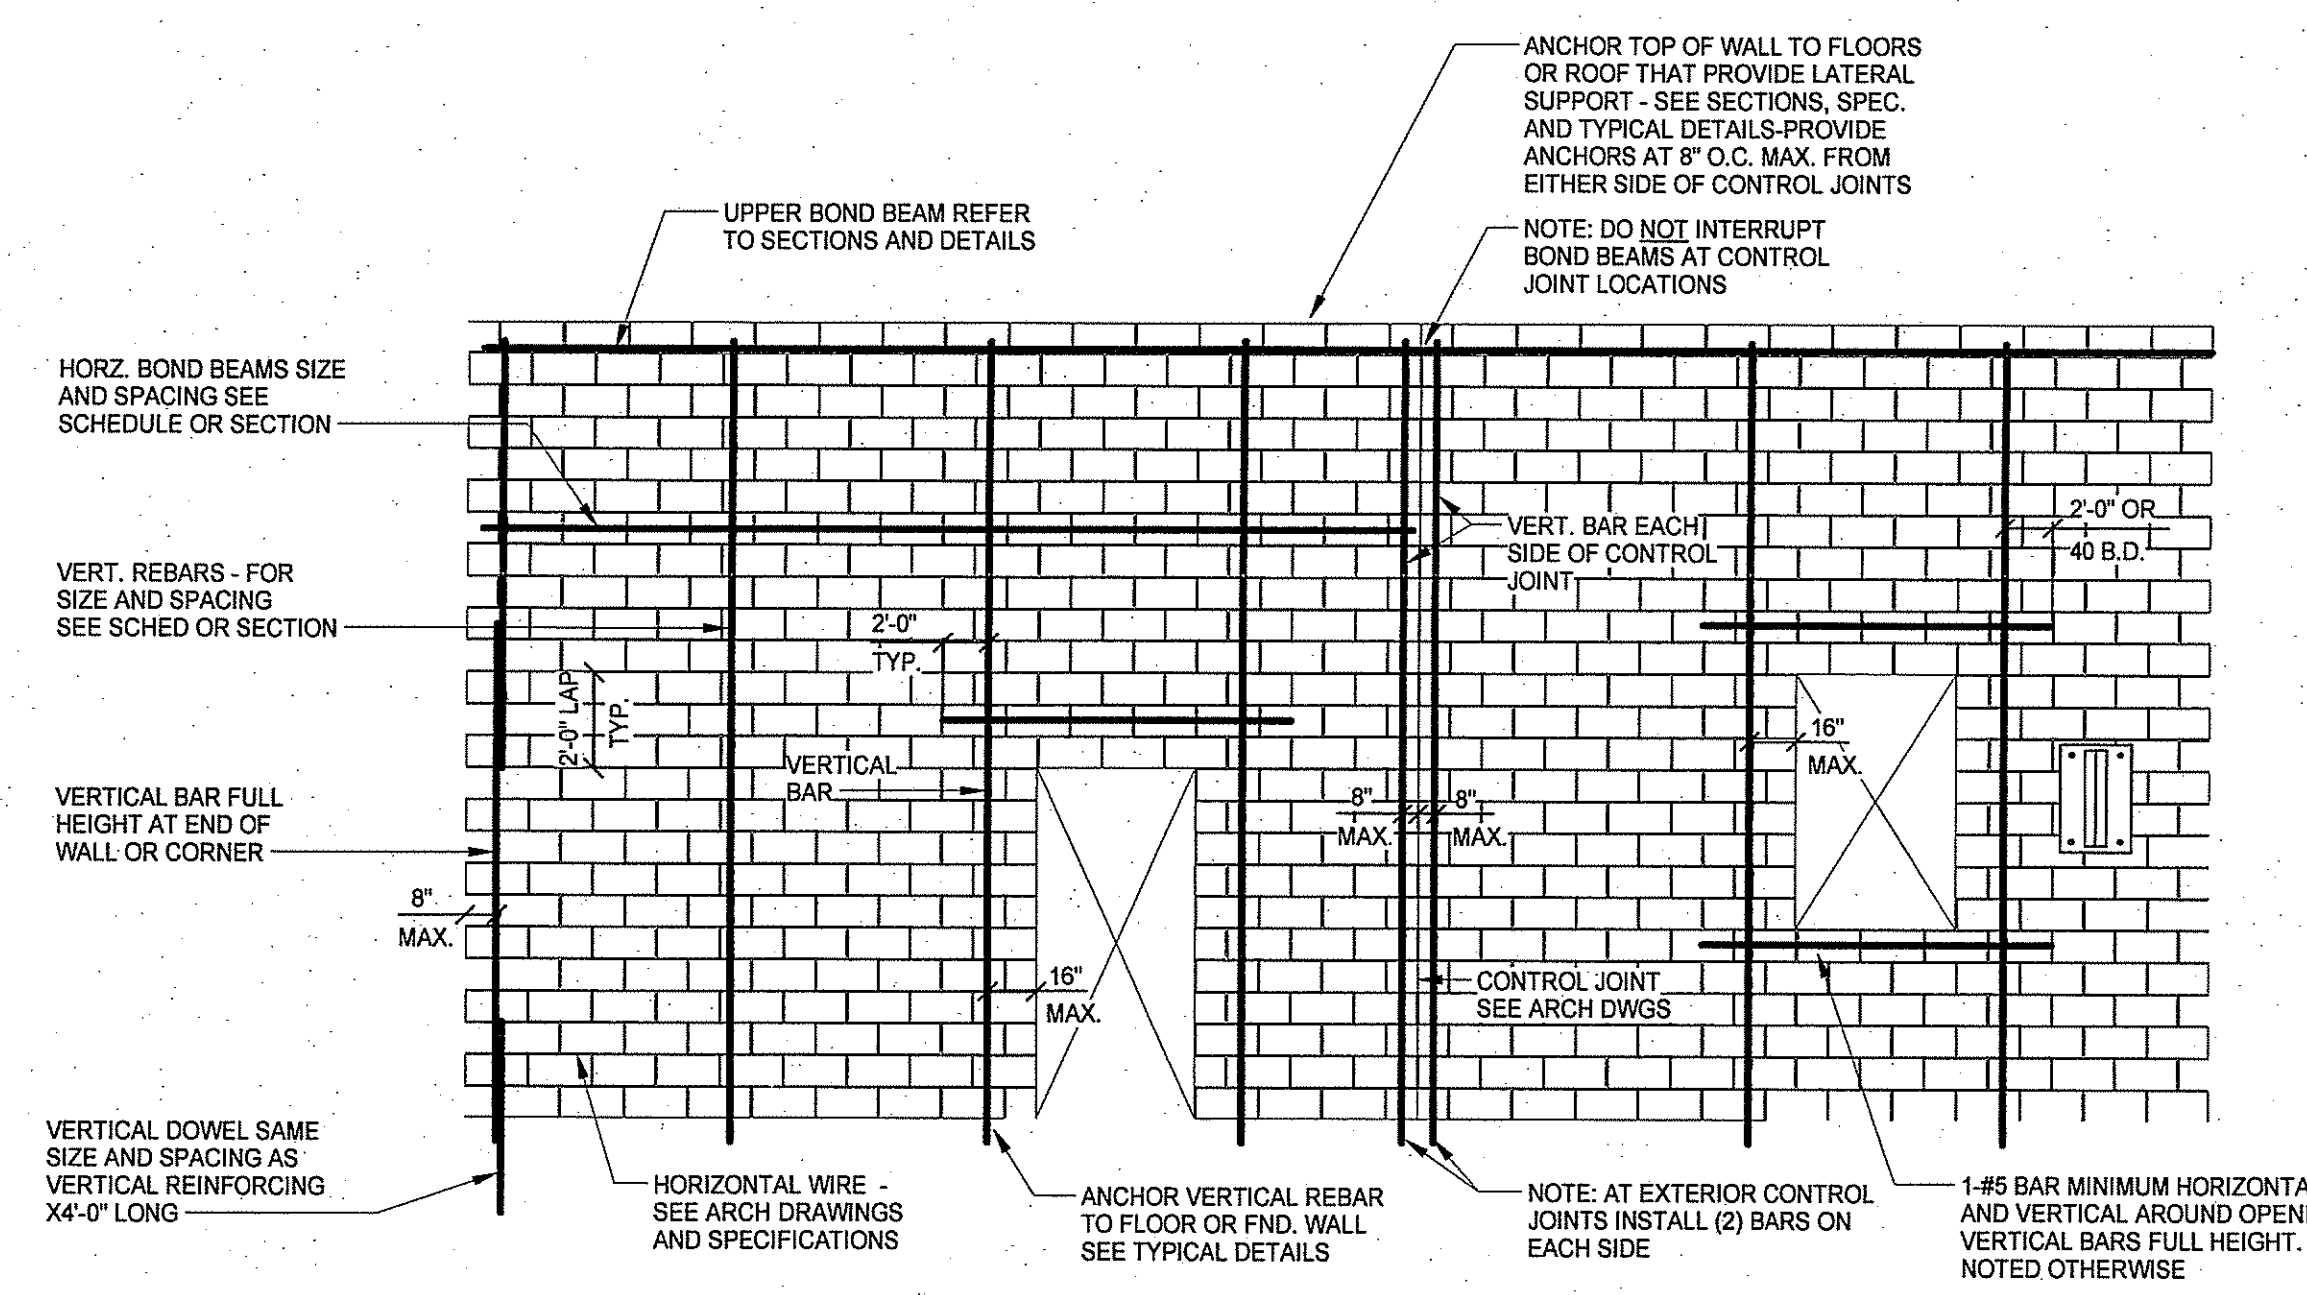 ANCHOR TOP OF WALL TO FLOORS
OR ROOF THAT PROVIDE LATERAL
SUPPORT - SEE SECTIONS, SPEC.
AND TYPICAL DETAILS-PROVIDE
ANCHORS AT 8" O.C. MAX. FROM
EITHER SIDE OF CONTROL JOINTS
UPPER BOND BEAM REFER
TO SECTIONS AND DETAILS
NOTE: DO NOT INTERRUPT
BOND BEAMS AT CONTROL
JOINT LOCATIONS
HORZ. BOND BEAMS SIZE
AND SPACING SEE
SCHEDULE OR SECTION
2'-0" OR
40 B.D.
VERT. BAR EACH
SIDE OF CONTROL
JOINT
VERT. REBARS - FOR
SIZE AND SPACING
SEE SCHED OR SECTION
2'-0"
TYP.
2'-0" LAP
TYP.
16"
MAX.
VERTICAL
BAR
VERTICAL BAR FULL
HEIGHT AT END OF
WALL OR CORNER
8"
MAX.
8"
MAX.
8"
MAX.
16"
MAX.
CONTROL JOINT
SEE ARCH DWGS
VERTICAL DOWEL SAME
SIZE AND SPACING AS
VERTICAL REINFORCING
X4'-0" LONG
HORIZONTAL WIRE -
SEE ARCH DRAWINGS
AND SPECIFICATIONS
ANCHOR VERTICAL REBAR
TO FLOOR OR FND. WALL
SEE TYPICAL DETAILS
NOTE: AT EXTERIOR CONTROL
JOINTS INSTALL (2) BARS ON
EACH SIDE
1-#5 BAR MINIMUM HORIZONTA
AND VERTICAL AROUND OPEN
VERTICAL BARS FULL HEIGHT.
NOTED OTHERWISE